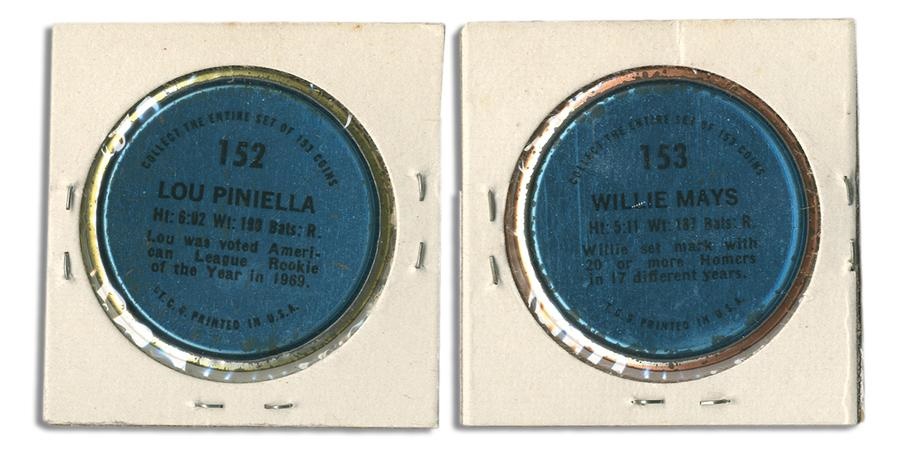 COLLECT THE ENTIRE SET OF 153 COINS
152
LOU PINIELLA
Ht: 6:02 Wt: 190 Bats: R.
Lou was voted Ameri-
can League Rookie
of the Year in 1969.
©T.C.G. PRINTED IN U.S.A.
COLLECT THE ENTIRE SET OF 153 COINS
153
WILLIE MAYS
Ht: 5:11 Wt: 187 Bats: R.
Willie set mark with
20 or more Homers
in 17 different years.
T.C.G. PRINTED IN U.S.A.